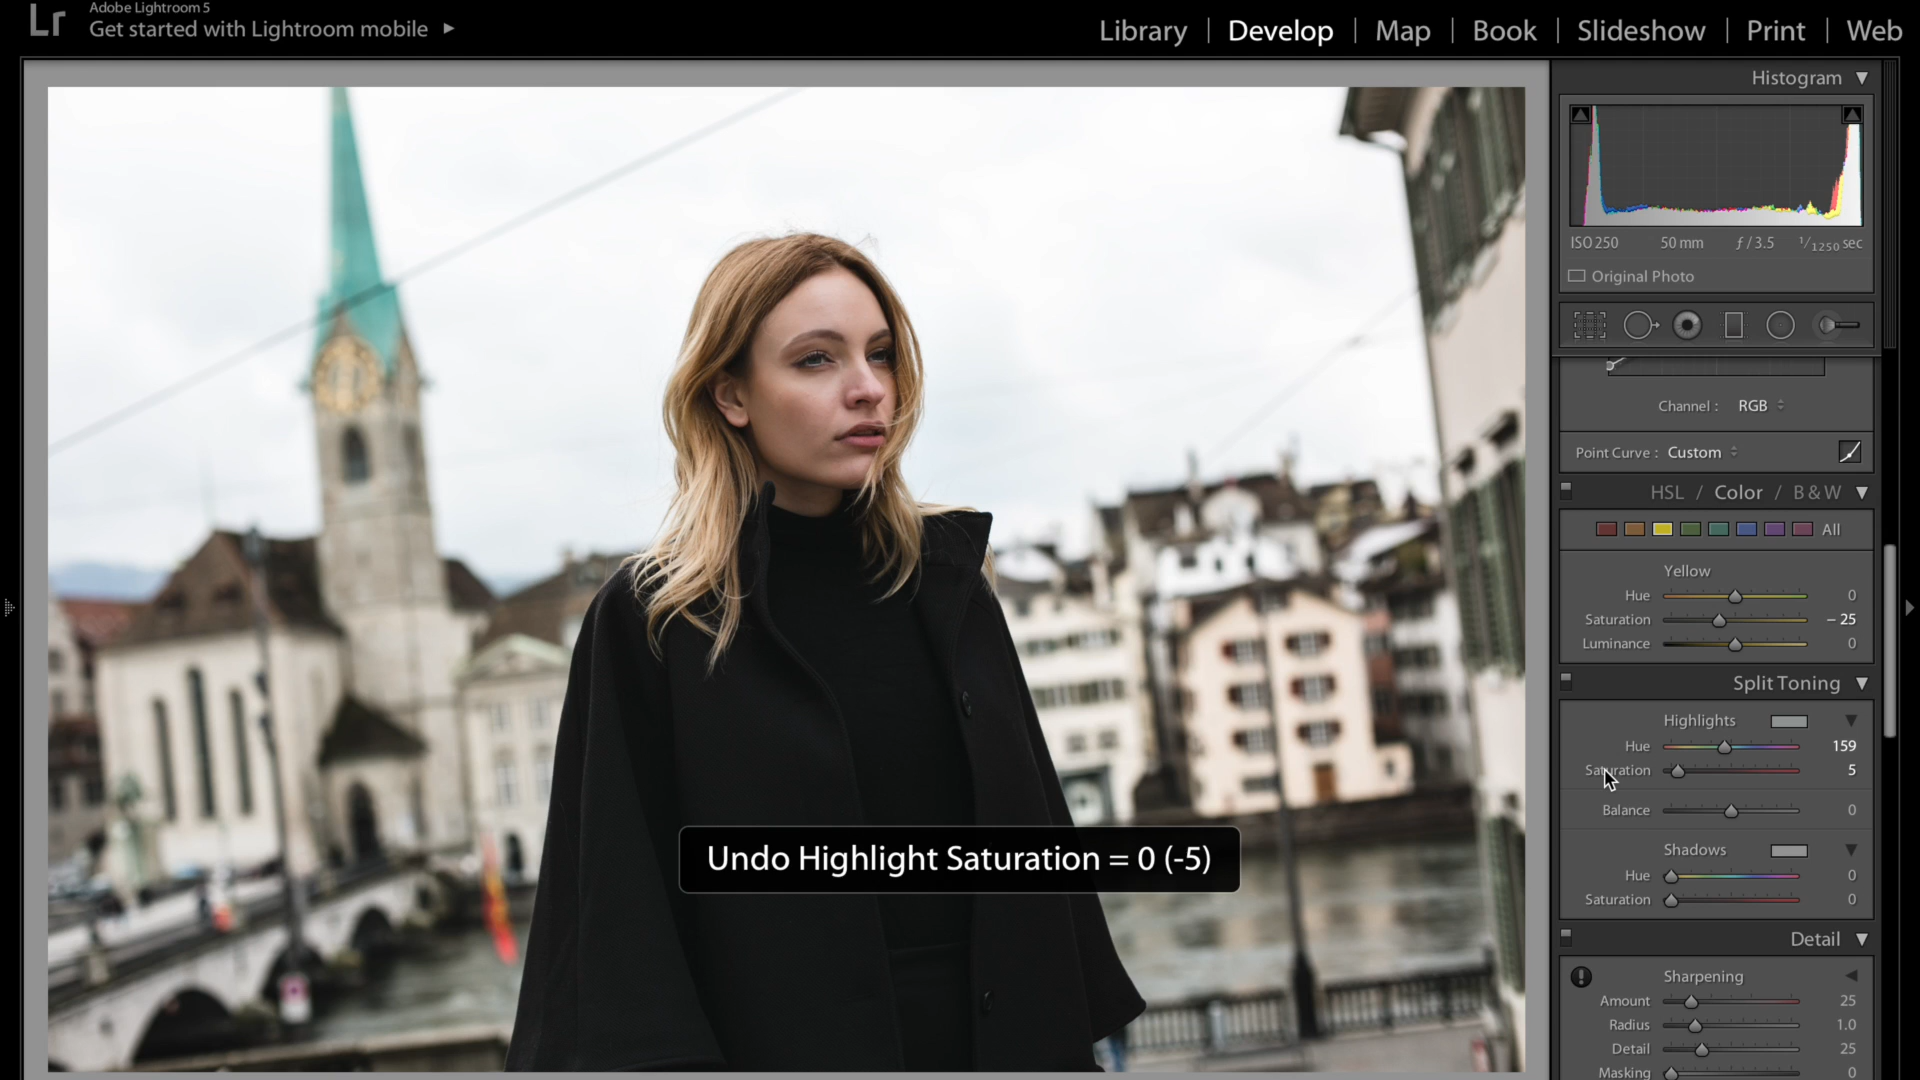 Lr
Adobe Lightroom 5
Get started with Lightroom mobile
Library | Develop | Map | Book | Slideshow | Print | Web
Histogram
ISO 250 50 mm ƒ / 3.5 1/1250 sec
Original Photo
Channel : RGB
Point Curve : Custom
HSL / Color / B & W
All
Yellow
Hue 0
Saturation – 25
Luminance 0
Split Toning
Highlights
Hue 159
Saturation 5
Balance 0
Shadows
Hue 0
Saturation 0
Detail
Sharpening
Amount 25
Radius 1.0
Detail 25
Masking 0
Undo Highlight Saturation = 0 (-5)